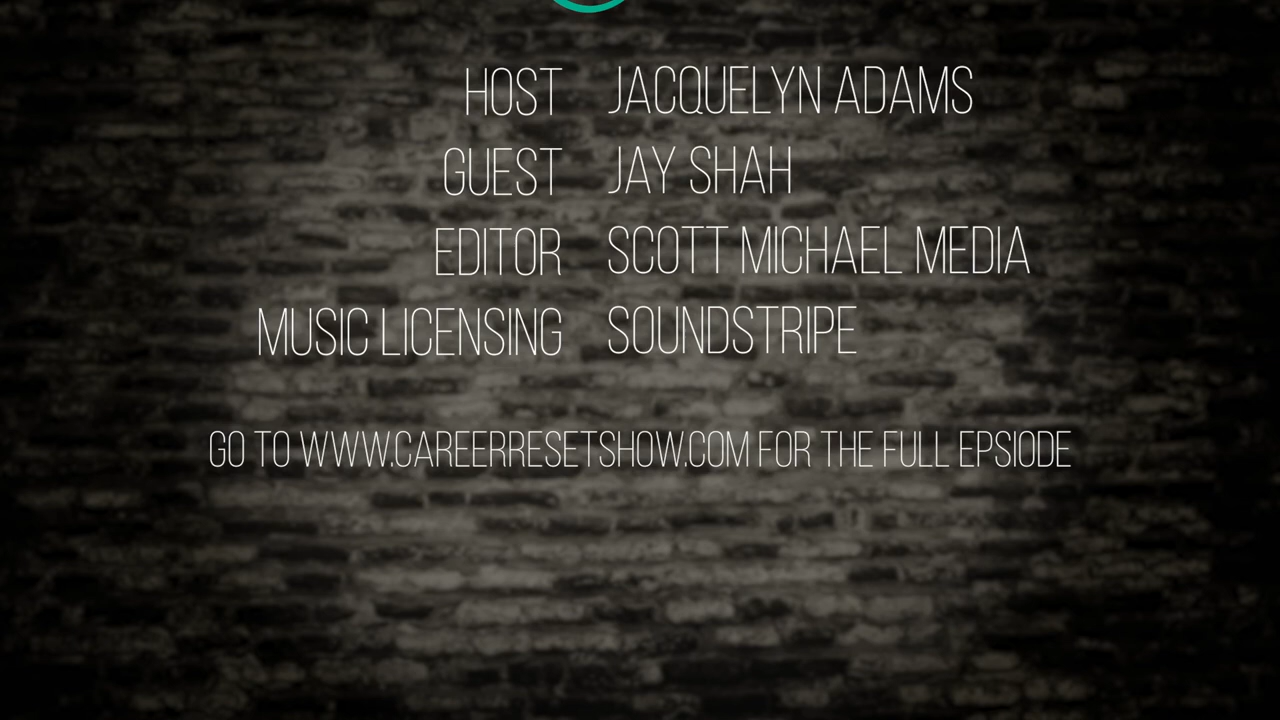 HOST JACQUELYN ADAMS
GUEST JAY SHAH
EDITOR SCOTT MICHAEL MEDIA
MUSIC LICENSING SOUNDSTRIPE
GO TO WWW.CAREERRESETSHOW.COM FOR THE FULL EPSIODE